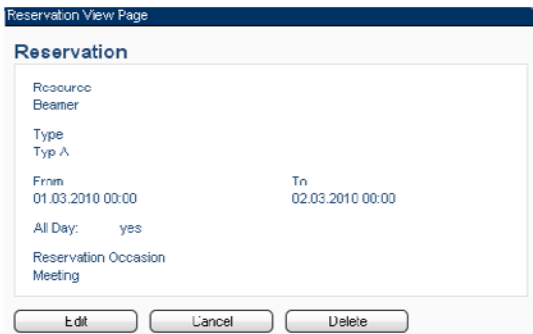 Reservation View Page
Reservation
Resource
Beamer
Type
Typ A
From To
01.03.2010 00:00 02.03.2010 00:00
All Day: yes
Reservation Occasion
Meeting
Edit Cancel Delete